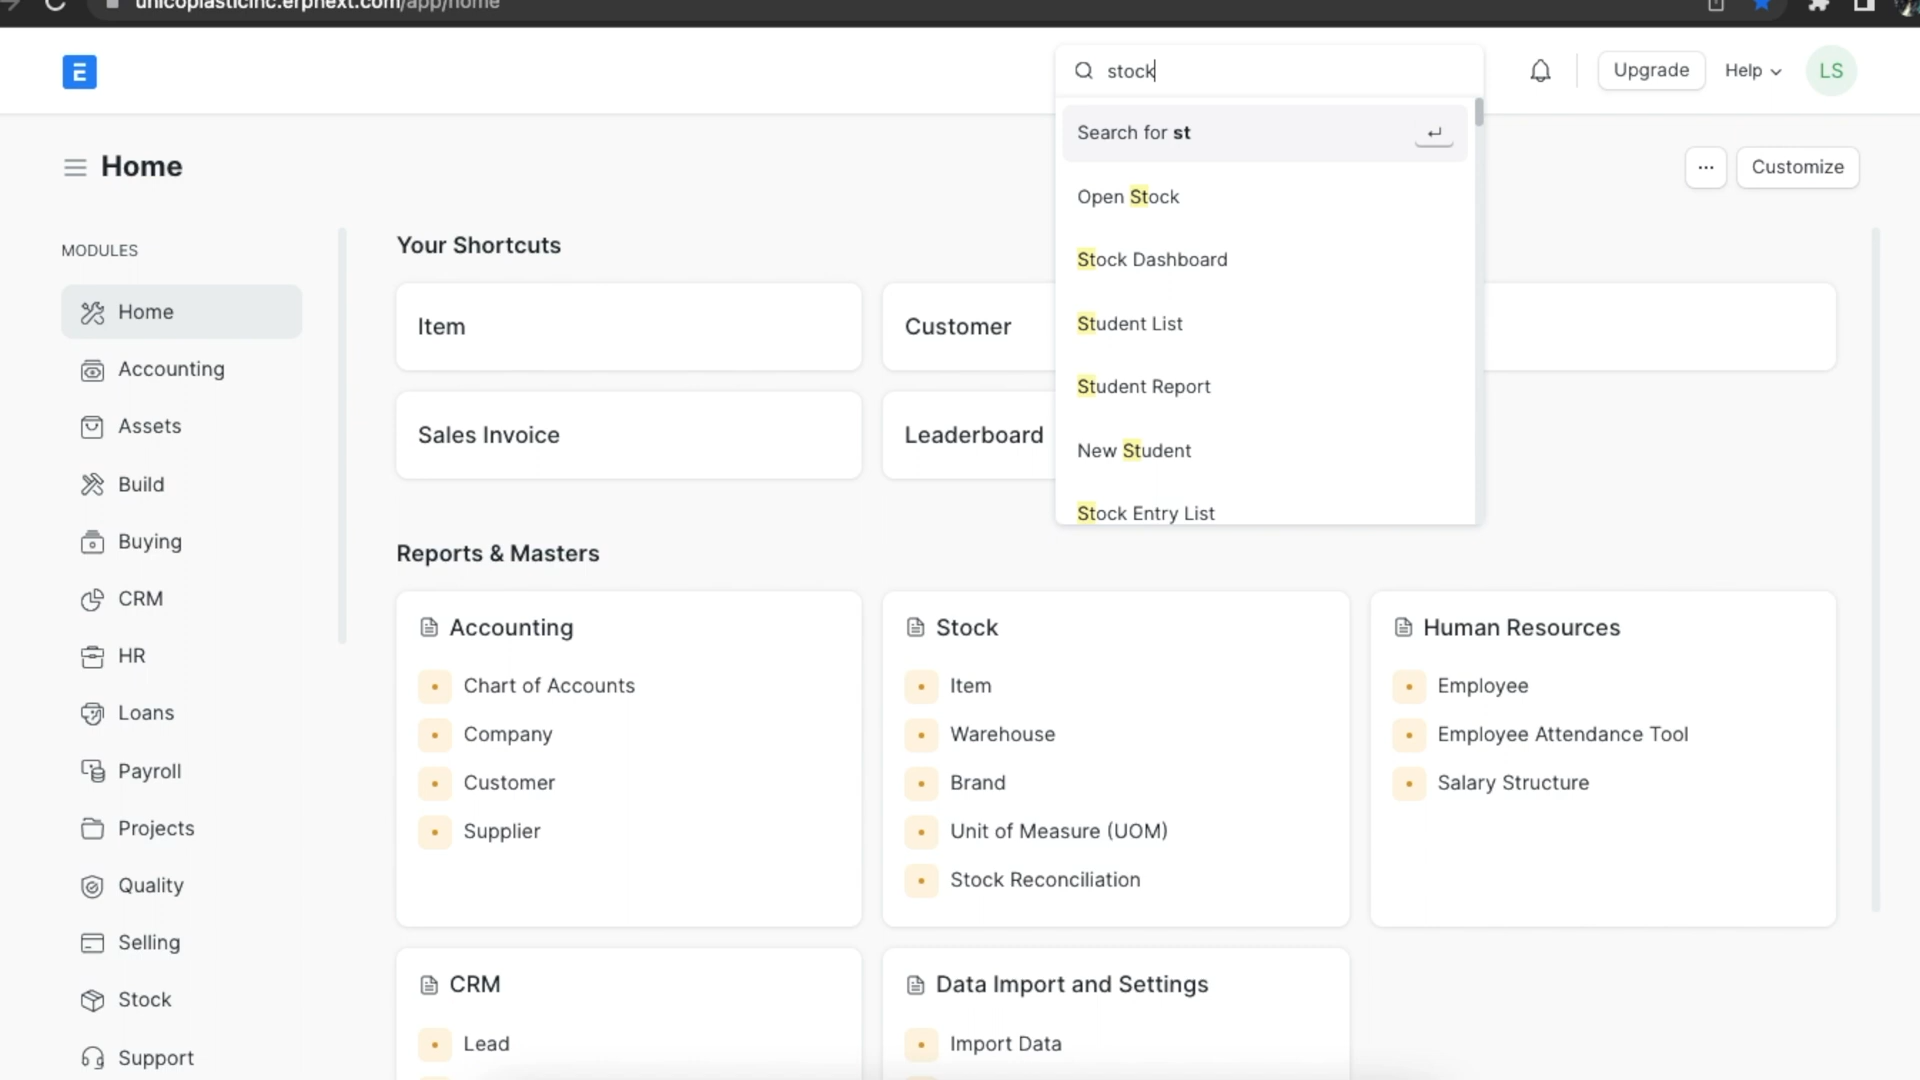 unicoplasticinc.erpnext.com/app/home
E
stock
Upgrade
Help
LS
Search for st
Open Stock
Stock Dashboard
Student List
Student Report
New Student
Stock Entry List
Home
...
Customize
MODULES
Home
Accounting
Assets
Build
Buying
CRM
HR
Loans
Payroll
Projects
Quality
Selling
Stock
Support
Your Shortcuts
Item
Customer
Sales Invoice
Leaderboard
Reports & Masters
Accounting
Chart of Accounts
Company
Customer
Supplier
Stock
Item
Warehouse
Brand
Unit of Measure (UOM)
Stock Reconciliation
Human Resources
Employee
Employee Attendance Tool
Salary Structure
CRM
Lead
Data Import and Settings
Import Data